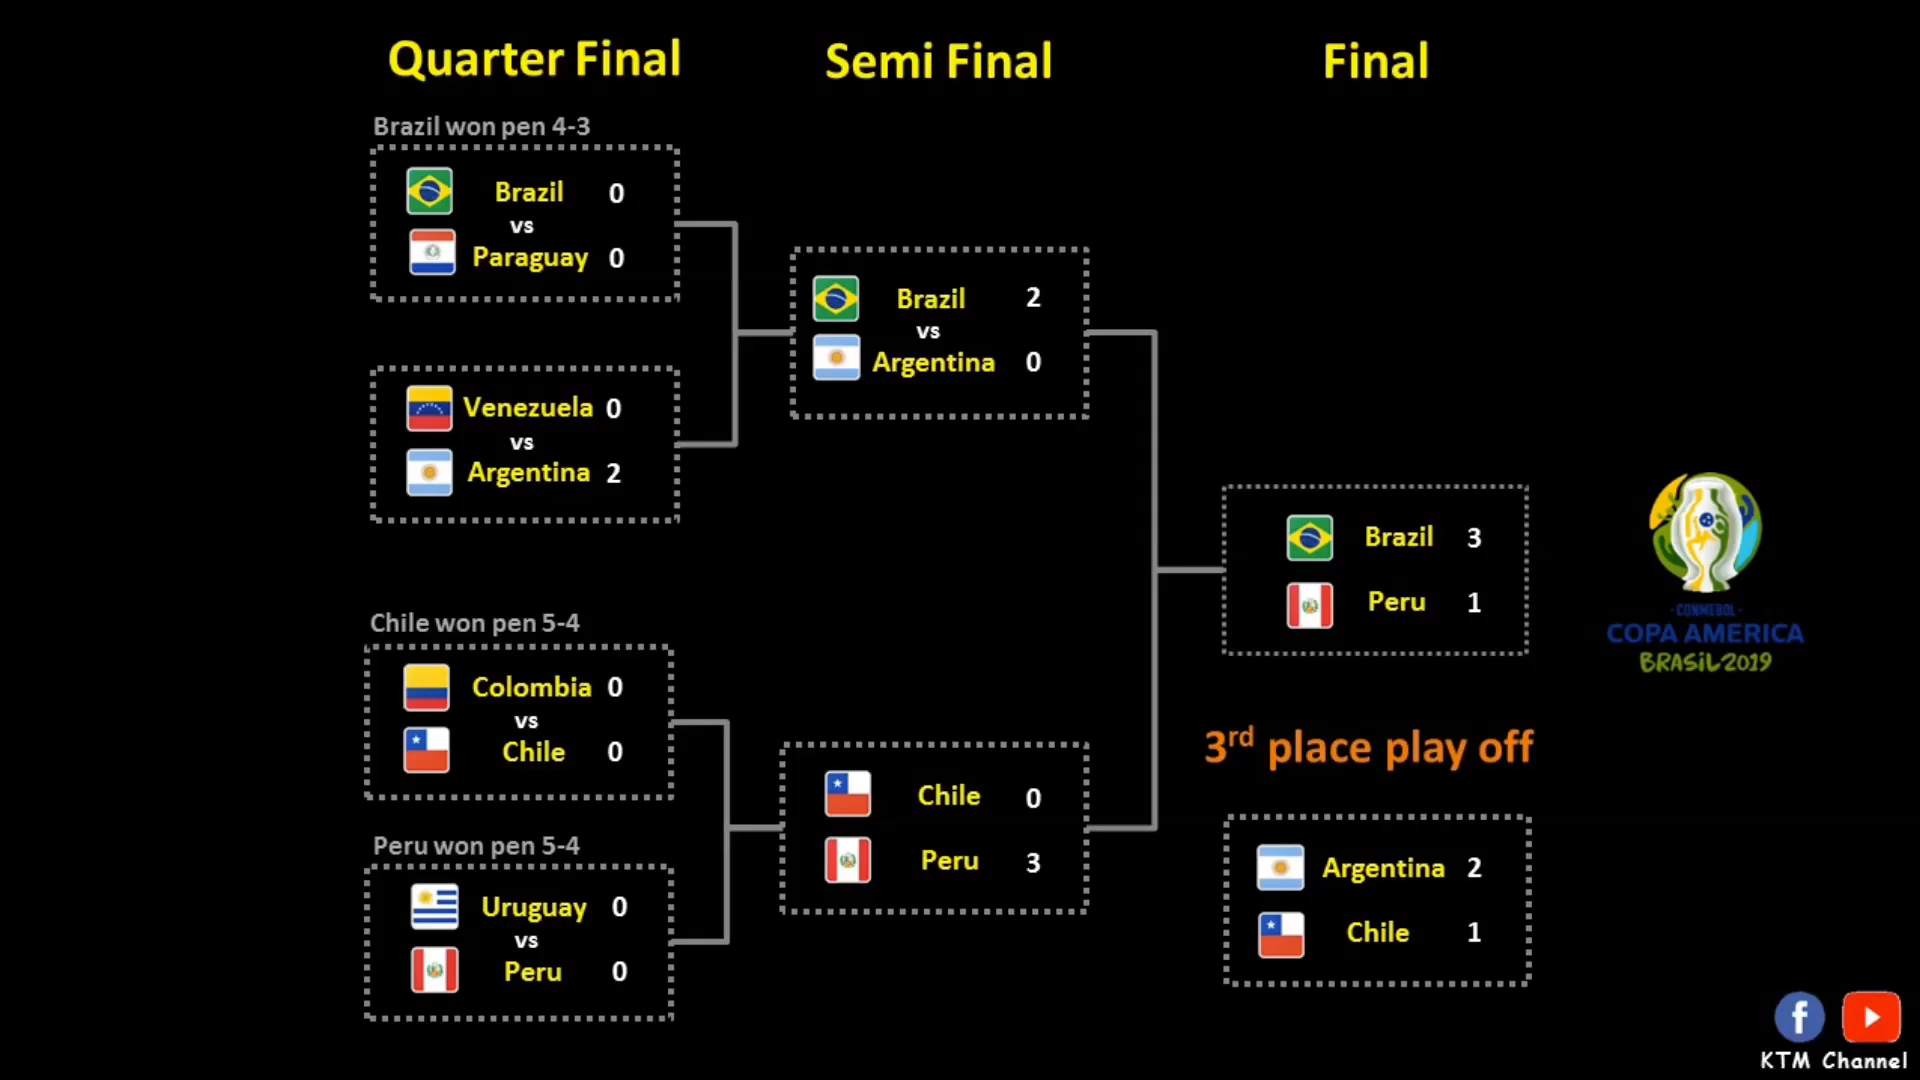 Quarter Final
Semi Final
Final
Brazil won pen 4-3
Brazil 0
vs
Paraguay 0
Venezuela 0
vs
Argentina 2
Chile won pen 5-4
Colombia 0
vs
Chile 0
Peru won pen 5-4
Uruguay 0
vs
Peru 0
Brazil 2
vs
Argentina 0
Chile 0
Peru 3
Brazil 3
Peru 1
3rd place play off
Argentina 2
Chile 1
·CONMEBOL·
COPA AMERICA
BRASIL 2019
f
KTM Channel